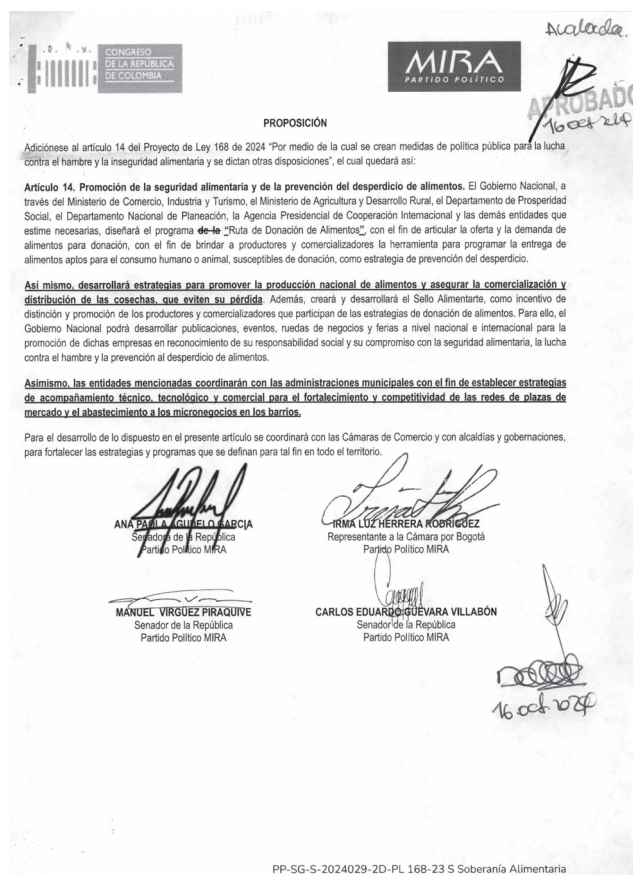 Avalada.
CONGRESO
DE LA REPÚBLICA
DE COLOMBIA
MIRA
PARTIDO POLÍTICO
APROBADO
16 oct 2024
PROPOSICIÓN
Adiciónese al artículo 14 del Proyecto de Ley 168 de 2024 “Por medio de la cual se crean medidas de política pública para la lucha
contra el hambre y la inseguridad alimentaria y se dictan otras disposiciones”, el cual quedará así:
Artículo 14. Promoción de la seguridad alimentaria y de la prevención del desperdicio de alimentos. El Gobierno Nacional, a
través del Ministerio de Comercio, Industria y Turismo, el Ministerio de Agricultura y Desarrollo Rural, el Departamento de Prosperidad
Social, el Departamento Nacional de Planeación, la Agencia Presidencial de Cooperación Internacional y las demás entidades que
estime necesarias, diseñará el programa de la “Ruta de Donación de Alimentos”, con el fin de articular la oferta y la demanda de
alimentos para donación, con el fin de brindar a productores y comercializadores la herramienta para programar la entrega de
alimentos aptos para el consumo humano o animal, susceptibles de donación, como estrategia de prevención del desperdicio.
Así mismo, desarrollará estrategias para promover la producción nacional de alimentos y asegurar la comercialización y
distribución de las cosechas, que eviten su pérdida. Además, creará y desarrollará el Sello Alimentarte, como incentivo de
distinción y promoción de los productores y comercializadores que participan de las estrategias de donación de alimentos. Para ello, el
Gobierno Nacional podrá desarrollar publicaciones, eventos, ruedas de negocios y ferias a nivel nacional e internacional para la
promoción de dichas empresas en reconocimiento de su responsabilidad social y su compromiso con la seguridad alimentaria, la lucha
contra el hambre y la prevención al desperdicio de alimentos.
Asimismo, las entidades mencionadas coordinarán con las administraciones municipales con el fin de establecer estrategias
de acompañamiento técnico, tecnológico y comercial para el fortalecimiento y competitividad de las redes de plazas de
mercado y el abastecimiento a los micronegocios en los barrios.
Para el desarrollo de lo dispuesto en el presente artículo se coordinará con las Cámaras de Comercio y con alcaldías y gobernaciones,
para fortalecer las estrategias y programas que se definan para tal fin en todo el territorio.
ANA PAOLA AGUDELO GARCIA
Senadora de la República
Partido Político MIRA
IRMA LUZ HERRERA RODRÍGUEZ
Representante a la Cámara por Bogotá
Partido Político MIRA
MANUEL VIRGÜEZ PIRAQUIVE
Senador de la República
Partido Político MIRA
CARLOS EDUARDO GUEVARA VILLABÓN
Senador de la República
Partido Político MIRA
16 oct. 2024
PP-SG-S-2024029-2D-PL 168-23 S Soberanía Alimentaria